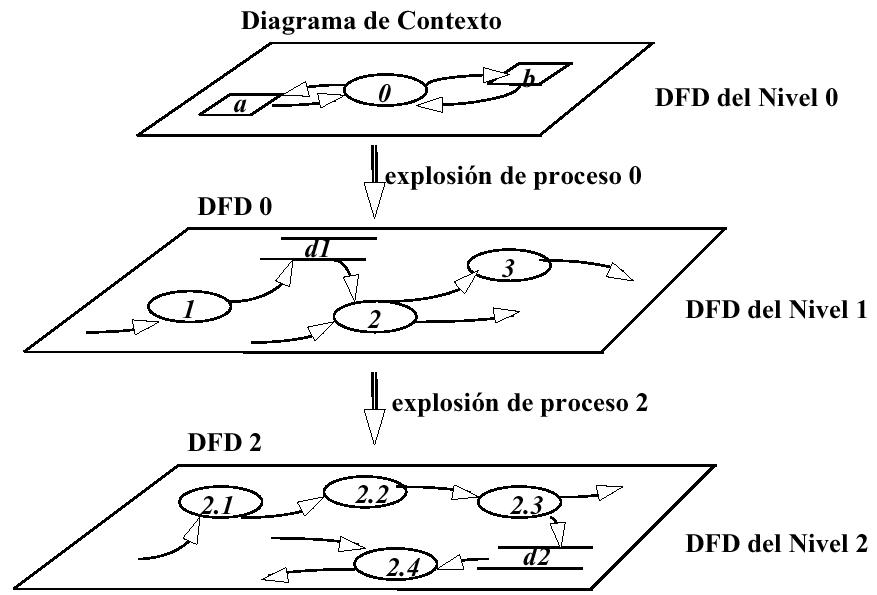 Diagrama de Contexto
a
0
b
DFD del Nivel 0
explosión de proceso 0
DFD 0
d1
1
2
3
DFD del Nivel 1
explosión de proceso 2
DFD 2
2.1
2.2
2.3
2.4
d2
DFD del Nivel 2